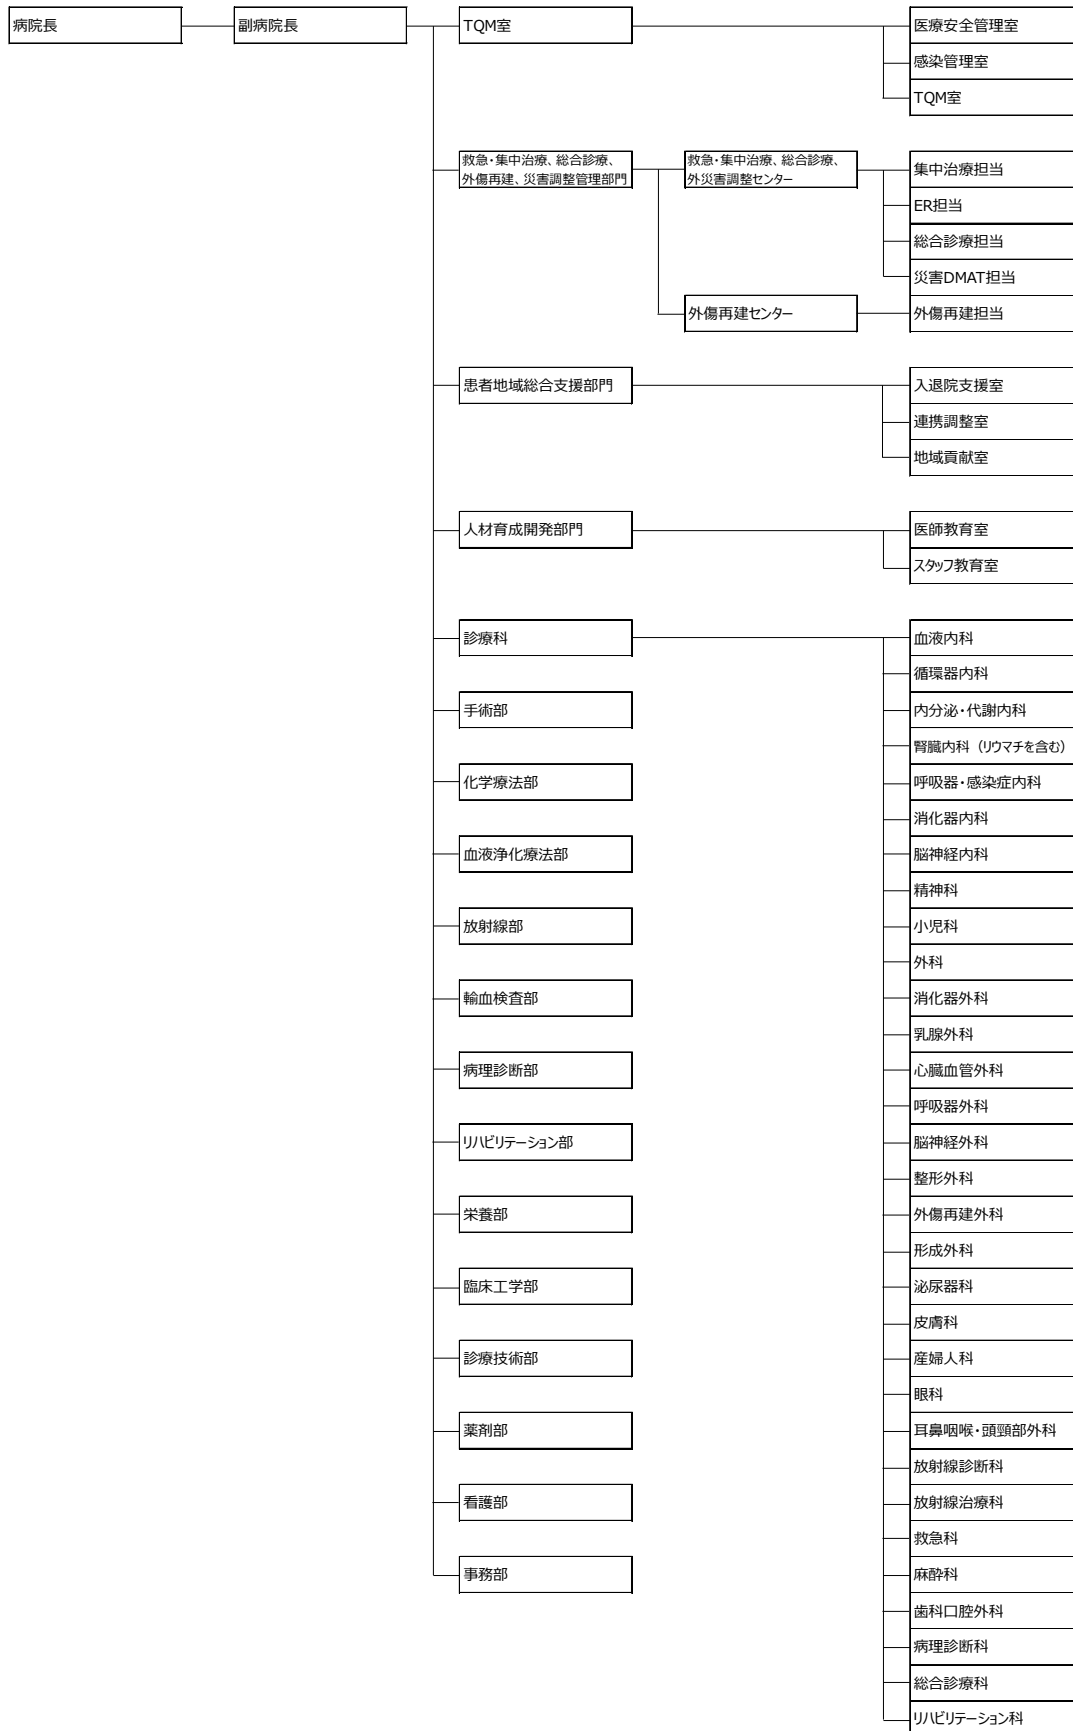 病院長
副病院長
TQM室
医療安全管理室
感染管理室
TQM室
救急・集中治療、総合診療、
外傷再建、災害調整管理部門
救急・集中治療、総合診療、
外災害調整センター
集中治療担当
ER担当
総合診療担当
災害DMAT担当
外傷再建センター
外傷再建担当
患者地域総合支援部門
入退院支援室
連携調整室
地域貢献室
人材育成開発部門
医師教育室
スタッフ教育室
診療科
血液内科
循環器内科
手術部
内分泌・代謝内科
腎臓内科（リウマチを含む）
化学療法部
呼吸器・感染症内科
消化器内科
血液浄化療法部
脳神経内科
精神科
放射線部
小児科
外科
輸血検査部
消化器外科
乳腺外科
病理診断部
心臓血管外科
呼吸器外科
リハビリテーション部
脳神経外科
整形外科
栄養部
外傷再建外科
形成外科
臨床工学部
泌尿器科
皮膚科
診療技術部
産婦人科
眼科
薬剤部
耳鼻咽喉・頭頸部外科
放射線診断科
看護部
放射線治療科
救急科
事務部
麻酔科
歯科口腔外科
病理診断科
総合診療科
リハビリテーション科